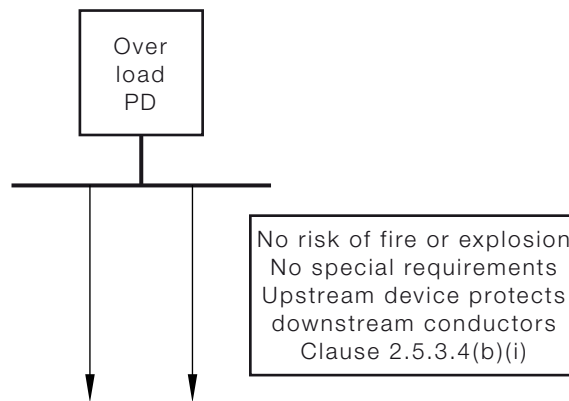 Over
load
PD
No risk of fire or explosion
No special requirements
Upstream device protects
downstream conductors
Clause 2.5.3.4(b)(i)